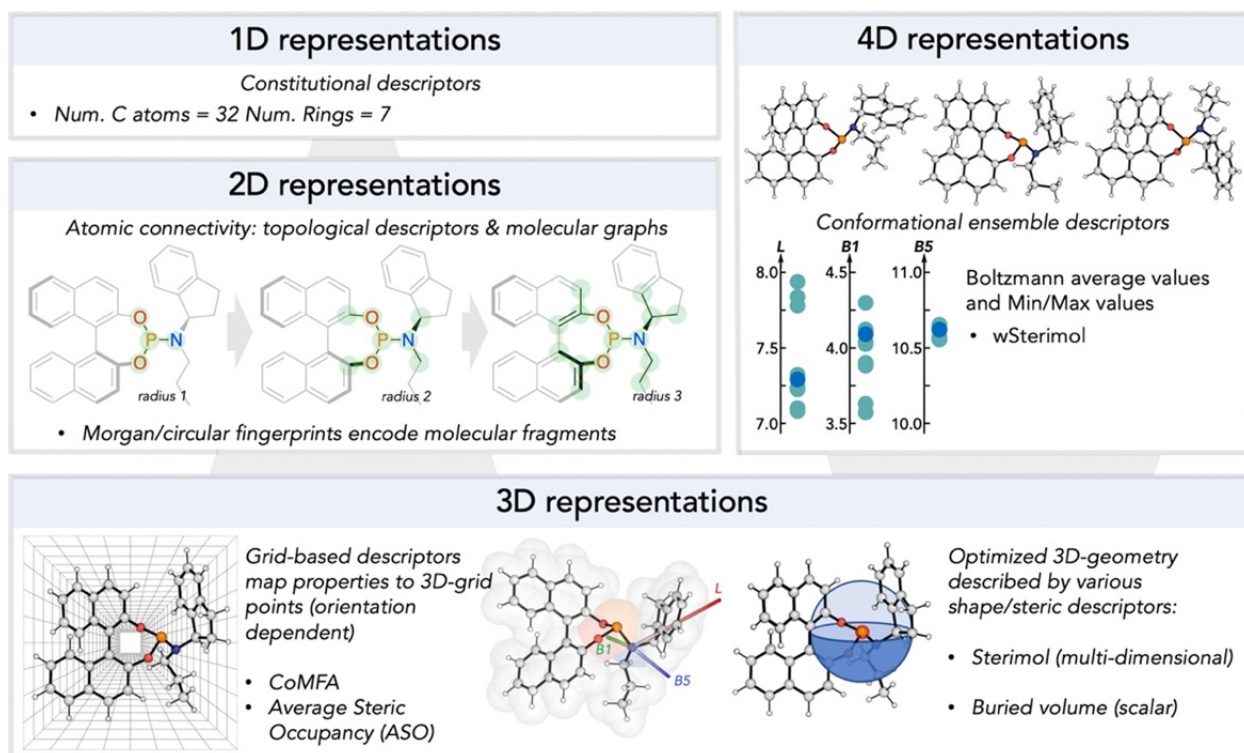 1D representations
Constitutional descriptors
• Num. C atoms = 32 Num. Rings = 7
2D representations
Atomic connectivity: topological descriptors & molecular graphs
O
P N
O
radius 1
O
P N
O
radius 2
O
P N
O
radius 3
• Morgan/circular fingerprints encode molecular fragments
4D representations
Conformational ensemble descriptors
L
8.0
7.5
7.0
B1
4.5
4.0
3.5
B5
11.0
10.5
10.0
Boltzmann average values
and Min/Max values
• wSterimol
3D representations
Grid-based descriptors
map properties to 3D-grid
points (orientation
dependent)
• CoMFA
• Average Steric
Occupancy (ASO)
L
B1
B5
Optimized 3D-geometry
described by various
shape/steric descriptors:
• Sterimol (multi-dimensional)
• Buried volume (scalar)